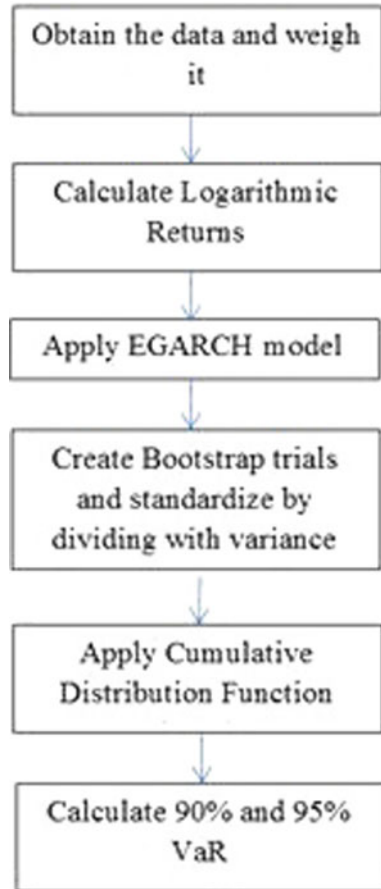 Obtain the data and weigh
it
Calculate Logarithmic
Returns
Apply EGARCH model
Create Bootstrap trials
and standardize by
dividing with variance
Apply Cumulative
Distribution Function
Calculate 90% and 95%
VaR